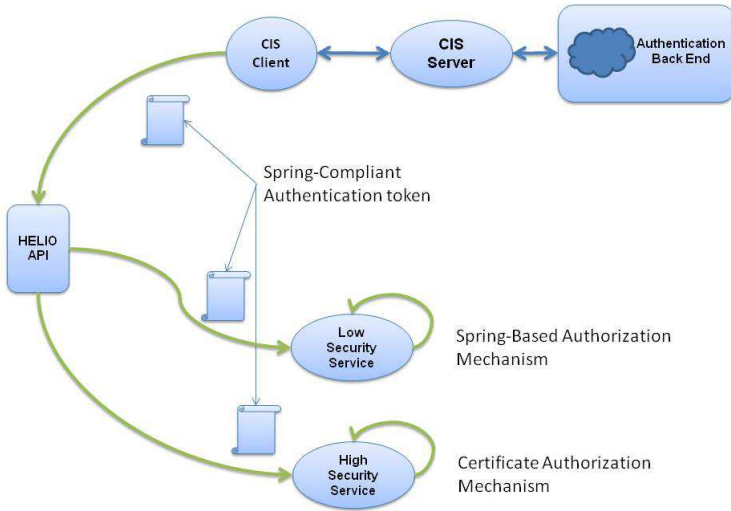 CIS
Client
CIS
Server
Authentication
Back End
Spring-Compliant
Authentication token
HELIO
API
Low
Security
Service
Spring-Based Authorization
Mechanism
High
Security
Service
Certificate Authorization
Mechanism